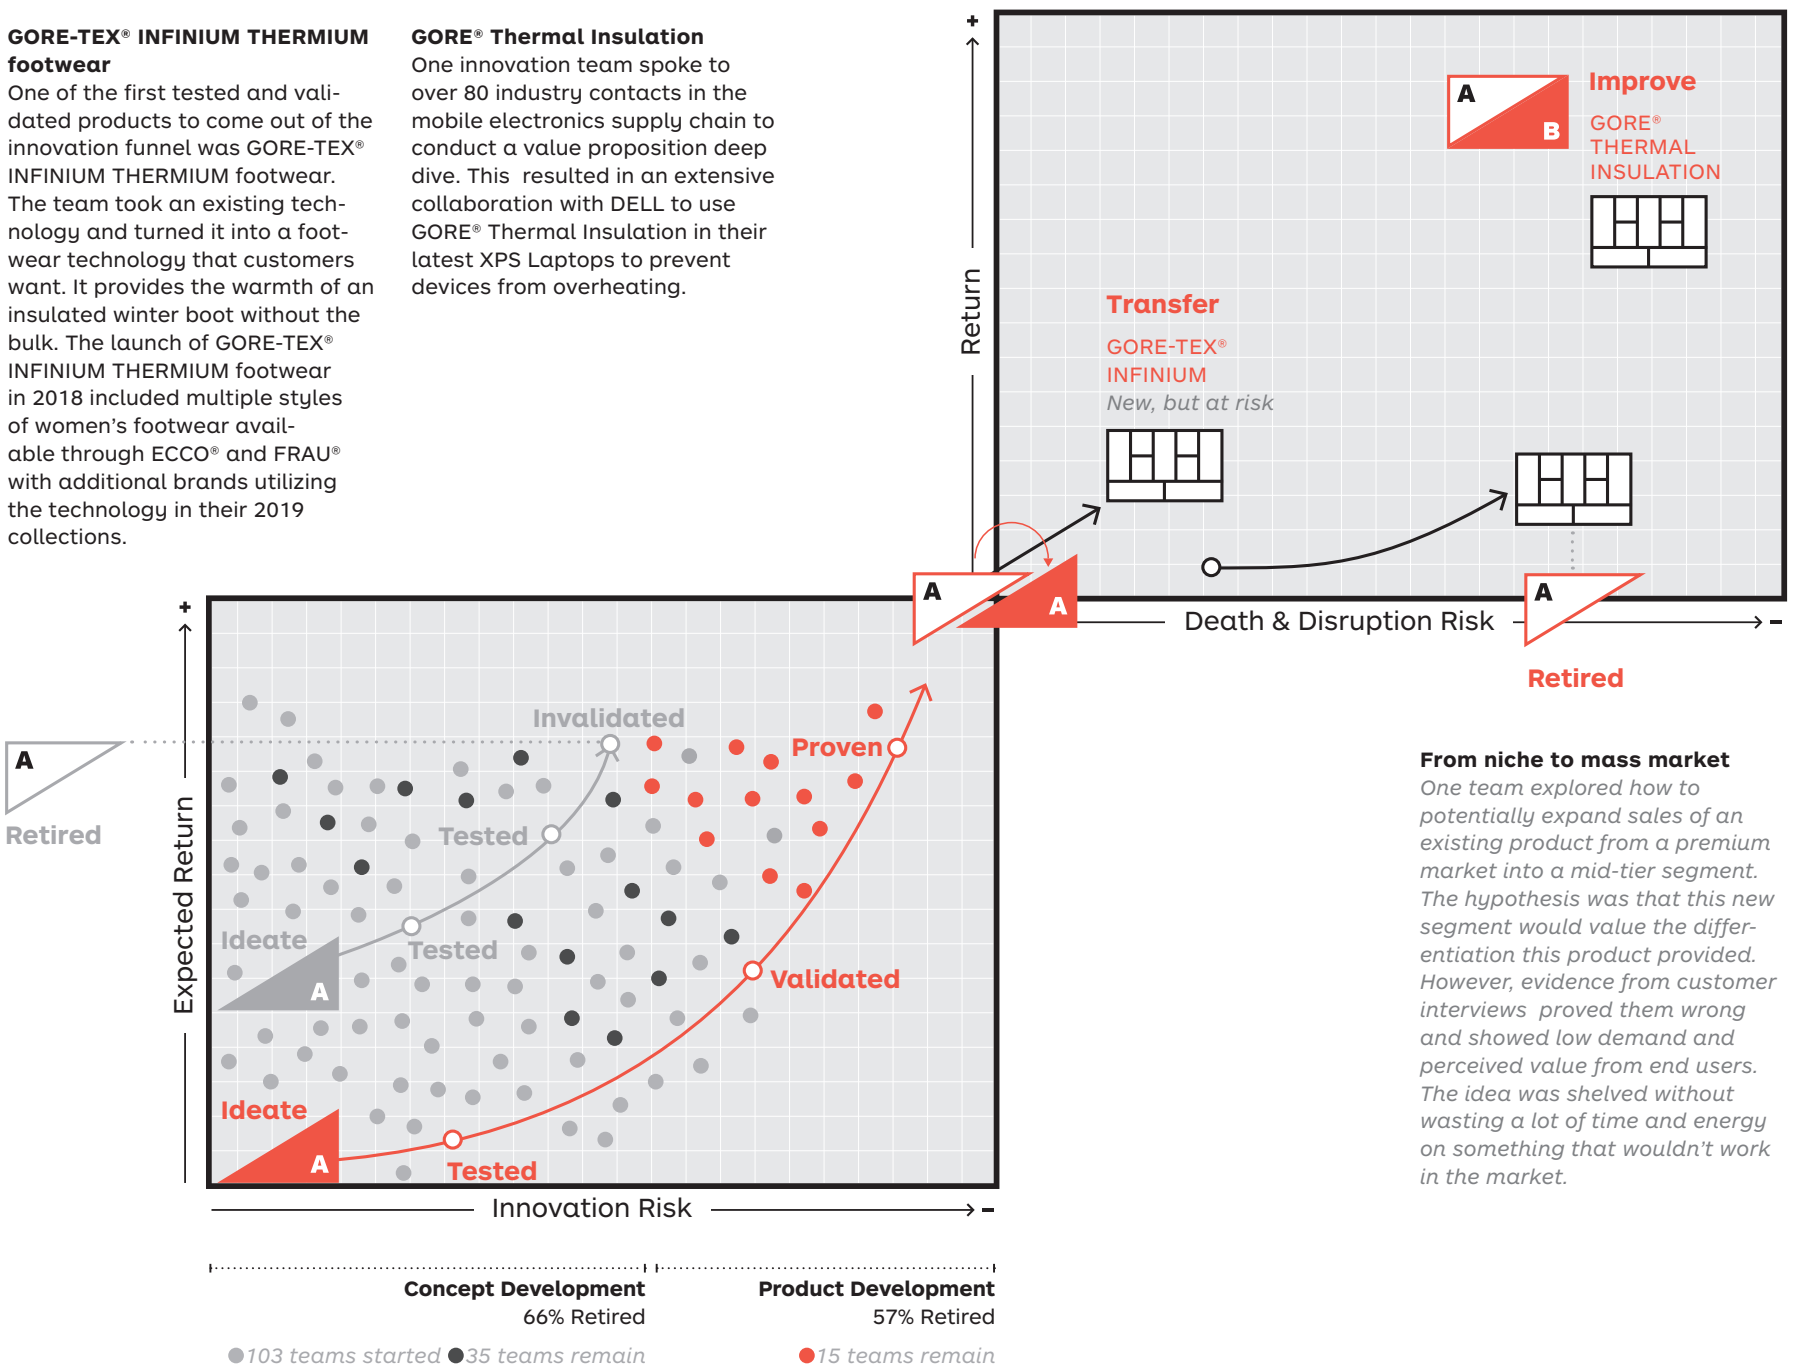 GORE-TEX® INFINIUM THERMIUM
footwear
One of the first tested and vali-
dated products to come out of the
innovation funnel was GORE-TEX®
INFINIUM THERMIUM footwear.
The team took an existing tech-
nology and turned it into a foot-
wear technology that customers
want. It provides the warmth of an
insulated winter boot without the
bulk. The launch of GORE-TEX®
INFINIUM THERMIUM footwear
in 2018 included multiple styles
of women's footwear avail-
able through ECCO® and FRAU®
with additional brands utilizing
the technology in their 2019
collections.
GORE® Thermal Insulation
One innovation team spoke to
over 80 industry contacts in the
mobile electronics supply chain to
conduct a value proposition deep
dive. This  resulted in an extensive
collaboration with DELL to use
GORE® Thermal Insulation in their
latest XPS Laptops to prevent
devices from overheating.
+
Return
A
B
Improve
GORE®
THERMAL
INSULATION
Transfer
GORE-TEX®
INFINIUM
New, but at risk
A
A
Death & Disruption Risk
−
A
Retired
+
Expected Return
A
Retired
Invalidated
Tested
Tested
Ideate
A
Proven
Validated
Ideate
A
Tested
Innovation Risk
−
Concept Development
66% Retired
103 teams started
35 teams remain
Product Development
57% Retired
15 teams remain
From niche to mass market
One team explored how to
potentially expand sales of an
existing product from a premium
market into a mid-tier segment.
The hypothesis was that this new
segment would value the differ-
entiation this product provided.
However, evidence from customer
interviews  proved them wrong
and showed low demand and
perceived value from end users.
The idea was shelved without
wasting a lot of time and energy
on something that wouldn't work
in the market.